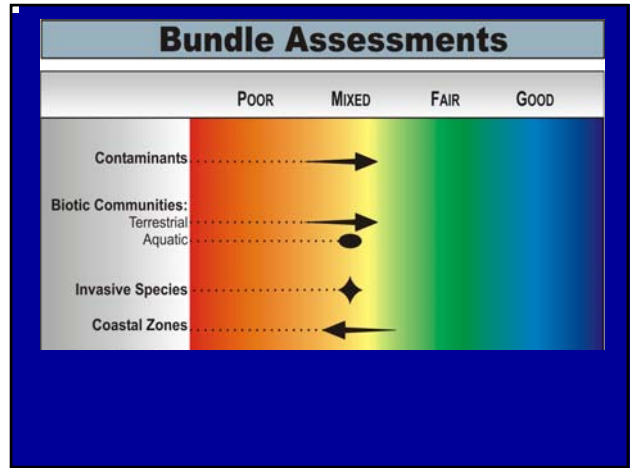 Bundle Assessments
POOR MIXED FAIR GOOD
Contaminants
Biotic Communities:
Terrestrial
Aquatic
Invasive Species
Coastal Zones